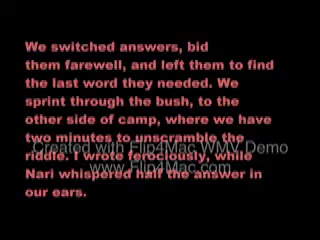 We switched answers, bid
them farewell, and left them to find
the last word they needed. We
sprint through the bush, to the
other side of camp, where we have
two minutes to unscramble the
riddle. I wrote ferociously, while
Created with Flip4Mac WMV Demo
Nari whispered half the answer in
www.Flip4Mac.com
our ears.